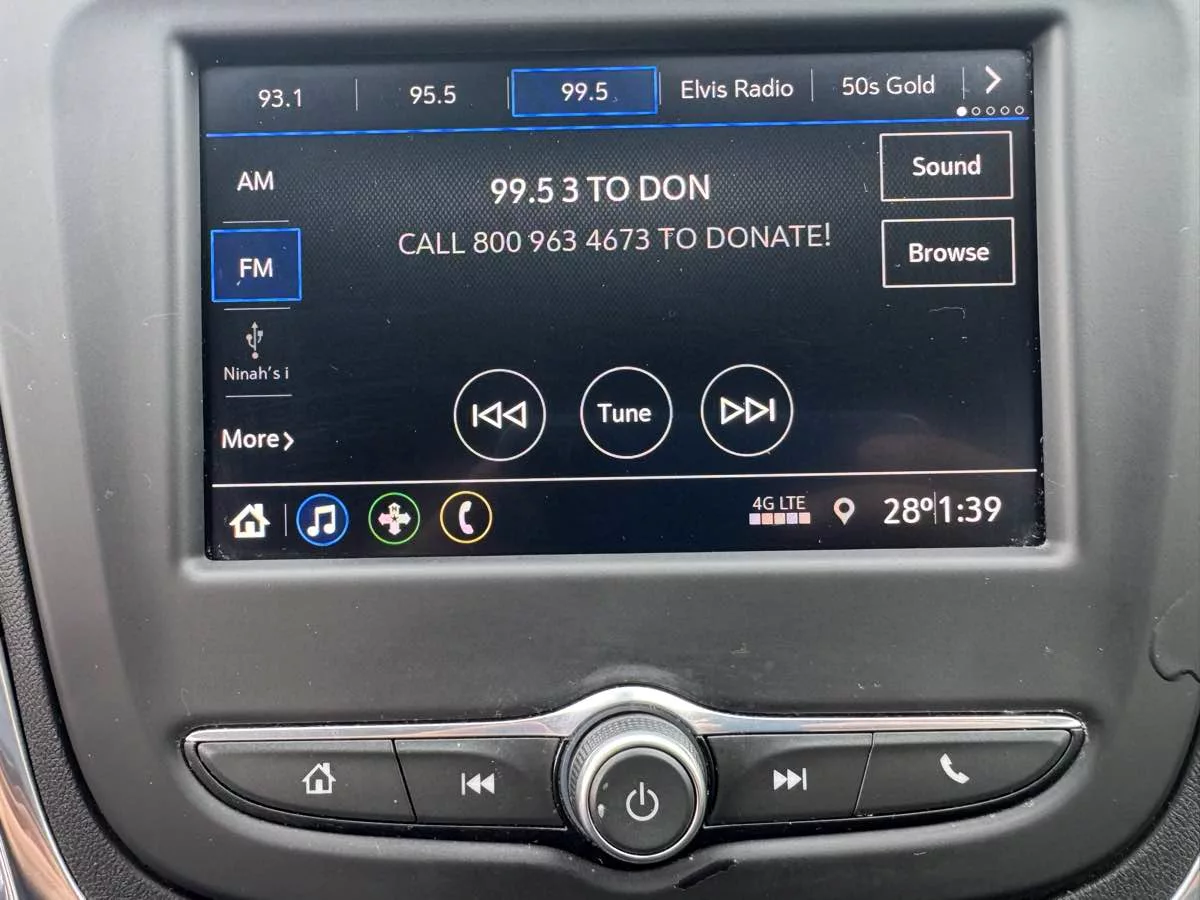 93.1
95.5
99.5
Elvis Radio
50s Gold
AM
99.5 3 TO DON
Sound
CALL 800 963 4673 TO DONATE!
FM
Browse
Ninah's i
Tune
More
4G LTE
28º
1:39